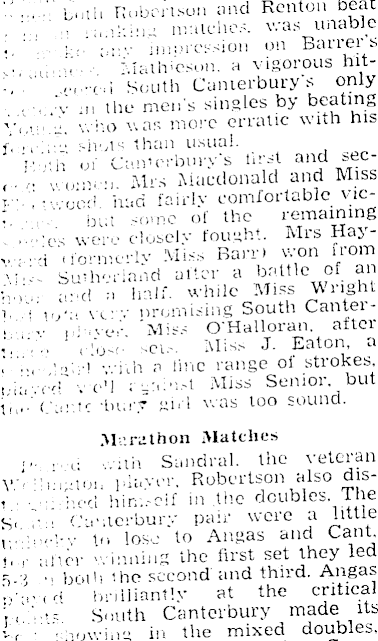 when both Robertson and Renton beat
in ranking matches, was unable
to make any impression on Barrer's
steadiness. Mathieson, a vigorous hit-
scored South Canterbury's only
victory in the men's singles by beating
Young, who was more erratic with his
forcing shots than usual.
Both of Canterbury's first and sec-
ond women, Mrs Macdonald and Miss
Fleetwood, had fairly comfortable vic-
but some of the remaining
singles were closely fought. Mrs Hay-
ward (formerly Miss Barr) won from
Miss Sutherland after a battle of an
hour and a half, while Miss Wright
to a very promising South Canter-
bury player, Miss O'Halloran, after
three close sets. Miss J. Eaton, a
schoolgirl with a fine range of strokes,
played well against Miss Senior, but
the Canterbury girl was too sound.
Marathon Matches
Paired with Sandral, the veteran
Wellington player, Robertson also dis-
tinguished himself in the doubles. The
South Canterbury pair were a little
unlucky to lose to Angas and Cant,
for after winning the first set they led
5-3 in both the second and third. Angas
played brilliantly at the critical
points. South Canterbury made its
best showing in the mixed doubles,